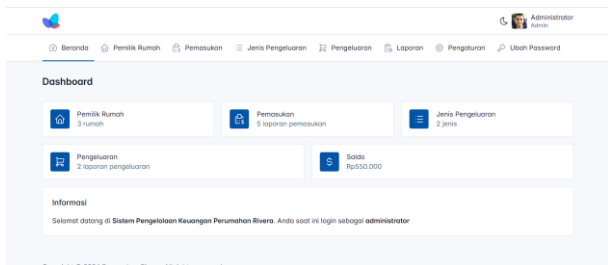 Administrator
Admin
Beranda Pemilik Rumah Pemasukan Jenis Pengeluaran Pengeluaran Laporan Pengaturan Ubah Password
Dashboard
Pemilik Rumah
3 rumah
Pemasukan
5 laporan pemasukan
Jenis Pengeluaran
2 jenis
Pengeluaran
2 laporan pengeluaran
Saldo
Rp550.000
Informasi
Selamat datang di Sistem Pengelolaan Keuangan Perumahan Rivera. Anda saat ini login sebagai administrator